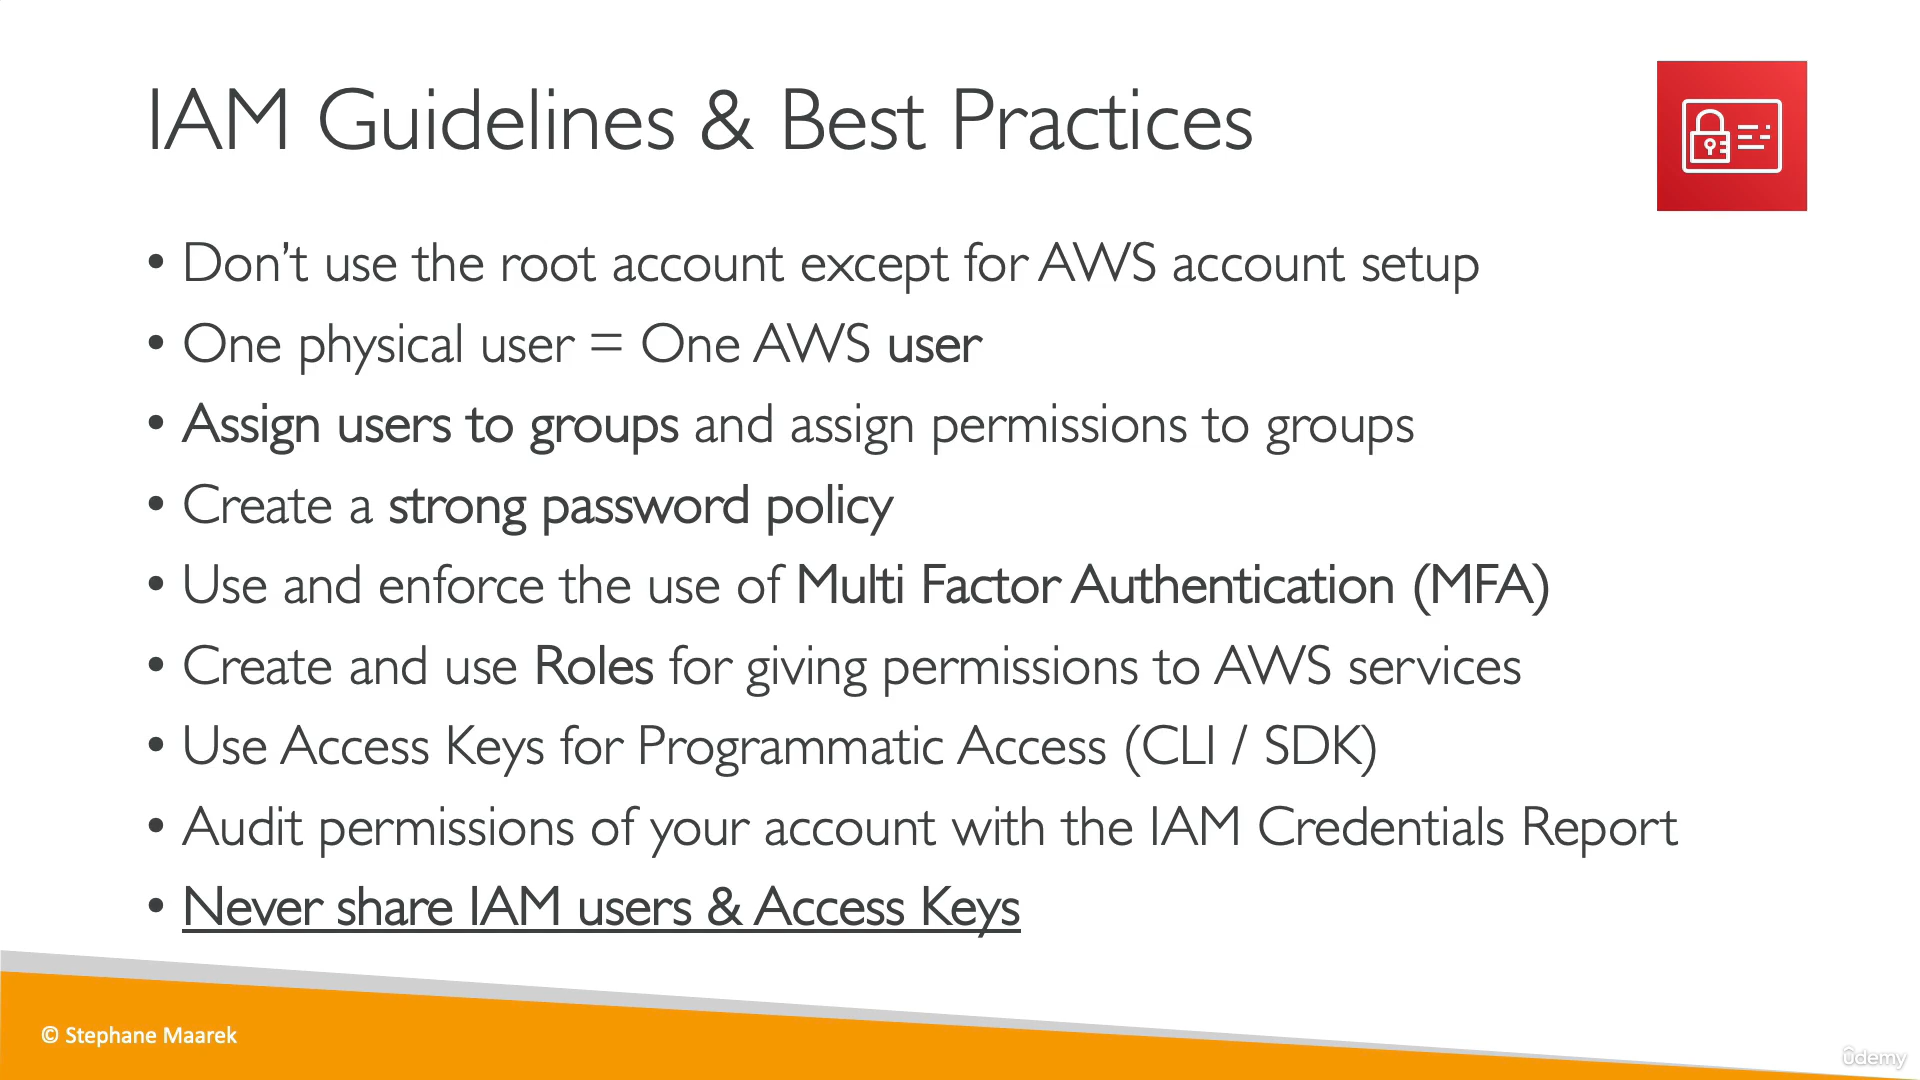 IAM Guidelines & Best Practices
• Don’t use the root account except for AWS account setup
• One physical user = One AWS user
• Assign users to groups and assign permissions to groups
• Create a strong password policy
• Use and enforce the use of Multi Factor Authentication (MFA)
• Create and use Roles for giving permissions to AWS services
• Use Access Keys for Programmatic Access (CLI / SDK)
• Audit permissions of your account with the IAM Credentials Report
• Never share IAM users & Access Keys
© Stephane Maarek
ûdemy